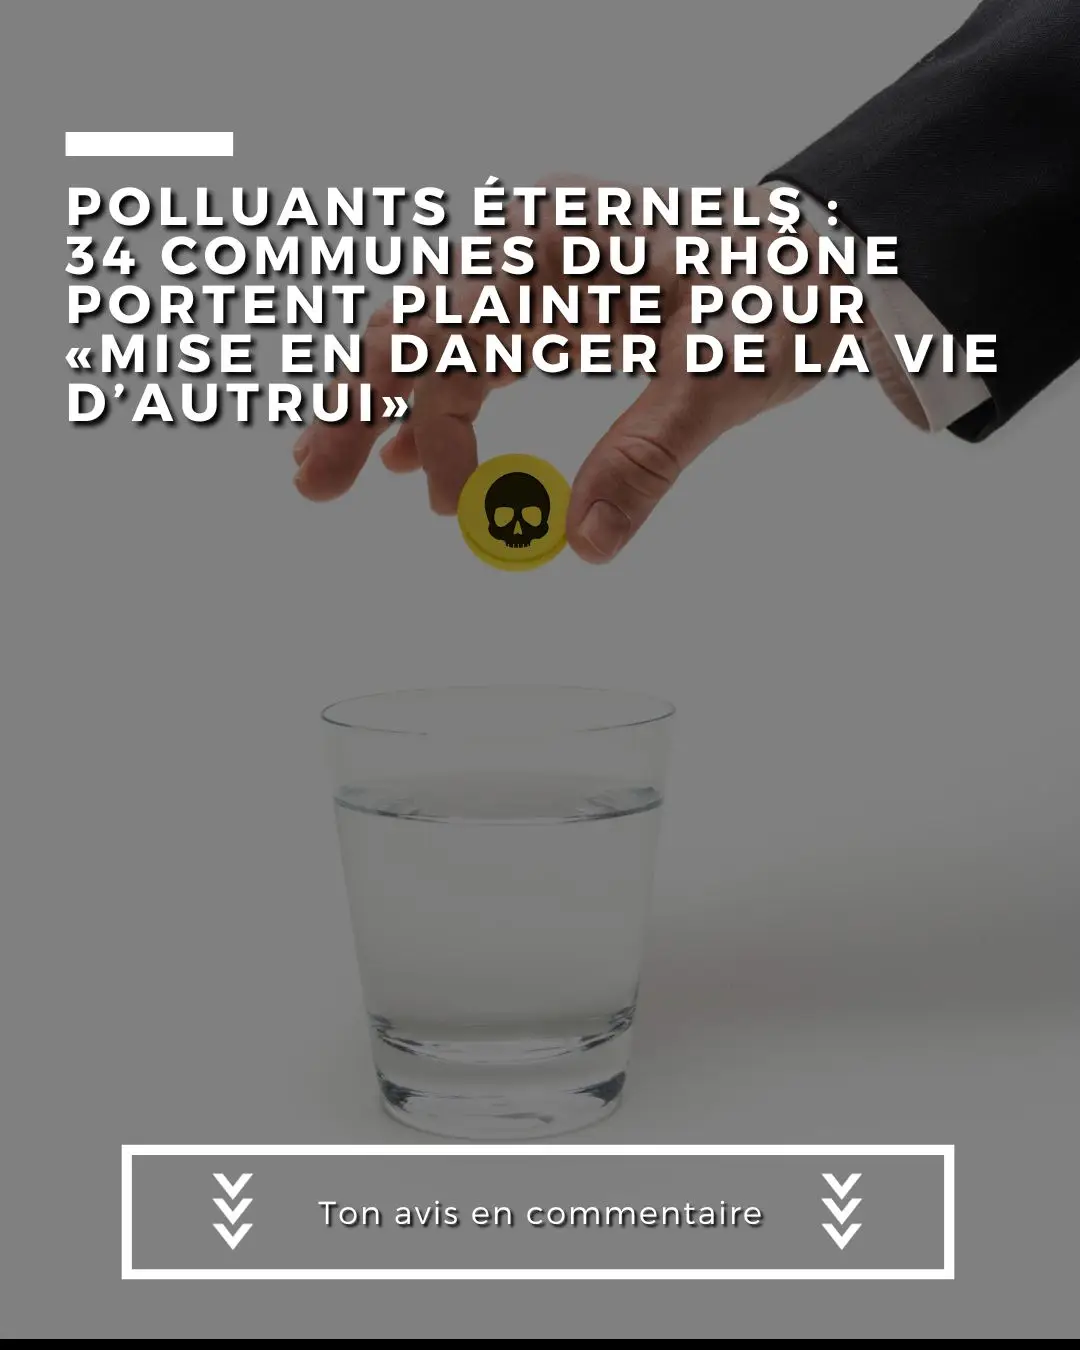 POLLUANTS ÉTERNELS :
34 COMMUNES DU RHÔNE
PORTENT PLAINTE POUR
«MISE EN DANGER DE LA VIE
D’AUTRUI»
Ton avis en commentaire